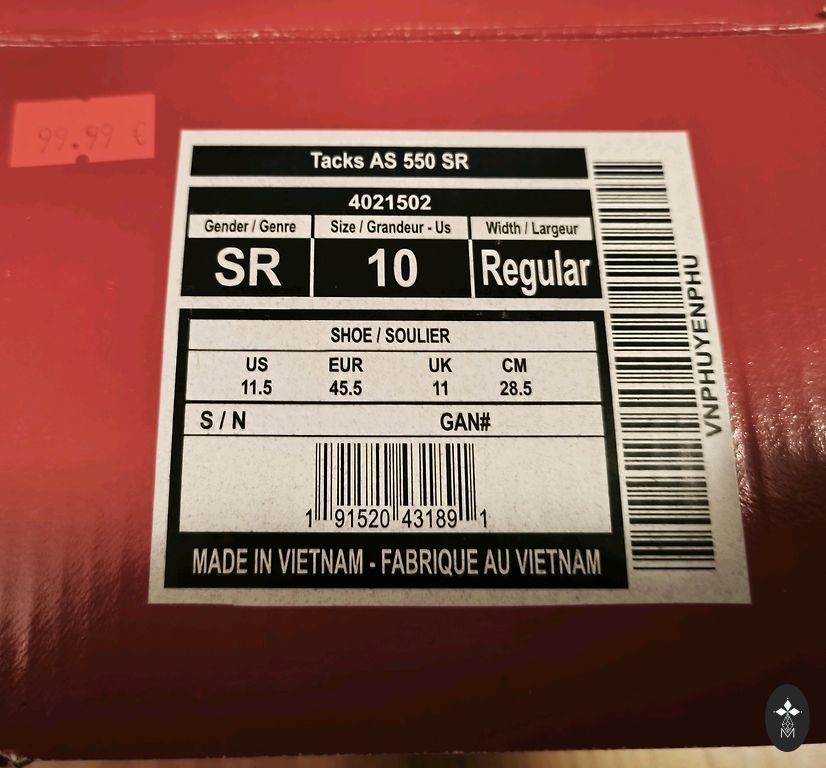 99.99 €
Tacks AS 550 SR
4021502
Gender / Genre Size / Grandeur - Us Width / Largeur
SR 10 Regular
SHOE / SOULIER
US EUR UK CM
11.5 45.5 11 28.5
S / N GAN#
1 91520 43189 1
MADE IN VIETNAM - FABRIQUE AU VIETNAM
VNPHUYENPHU
M